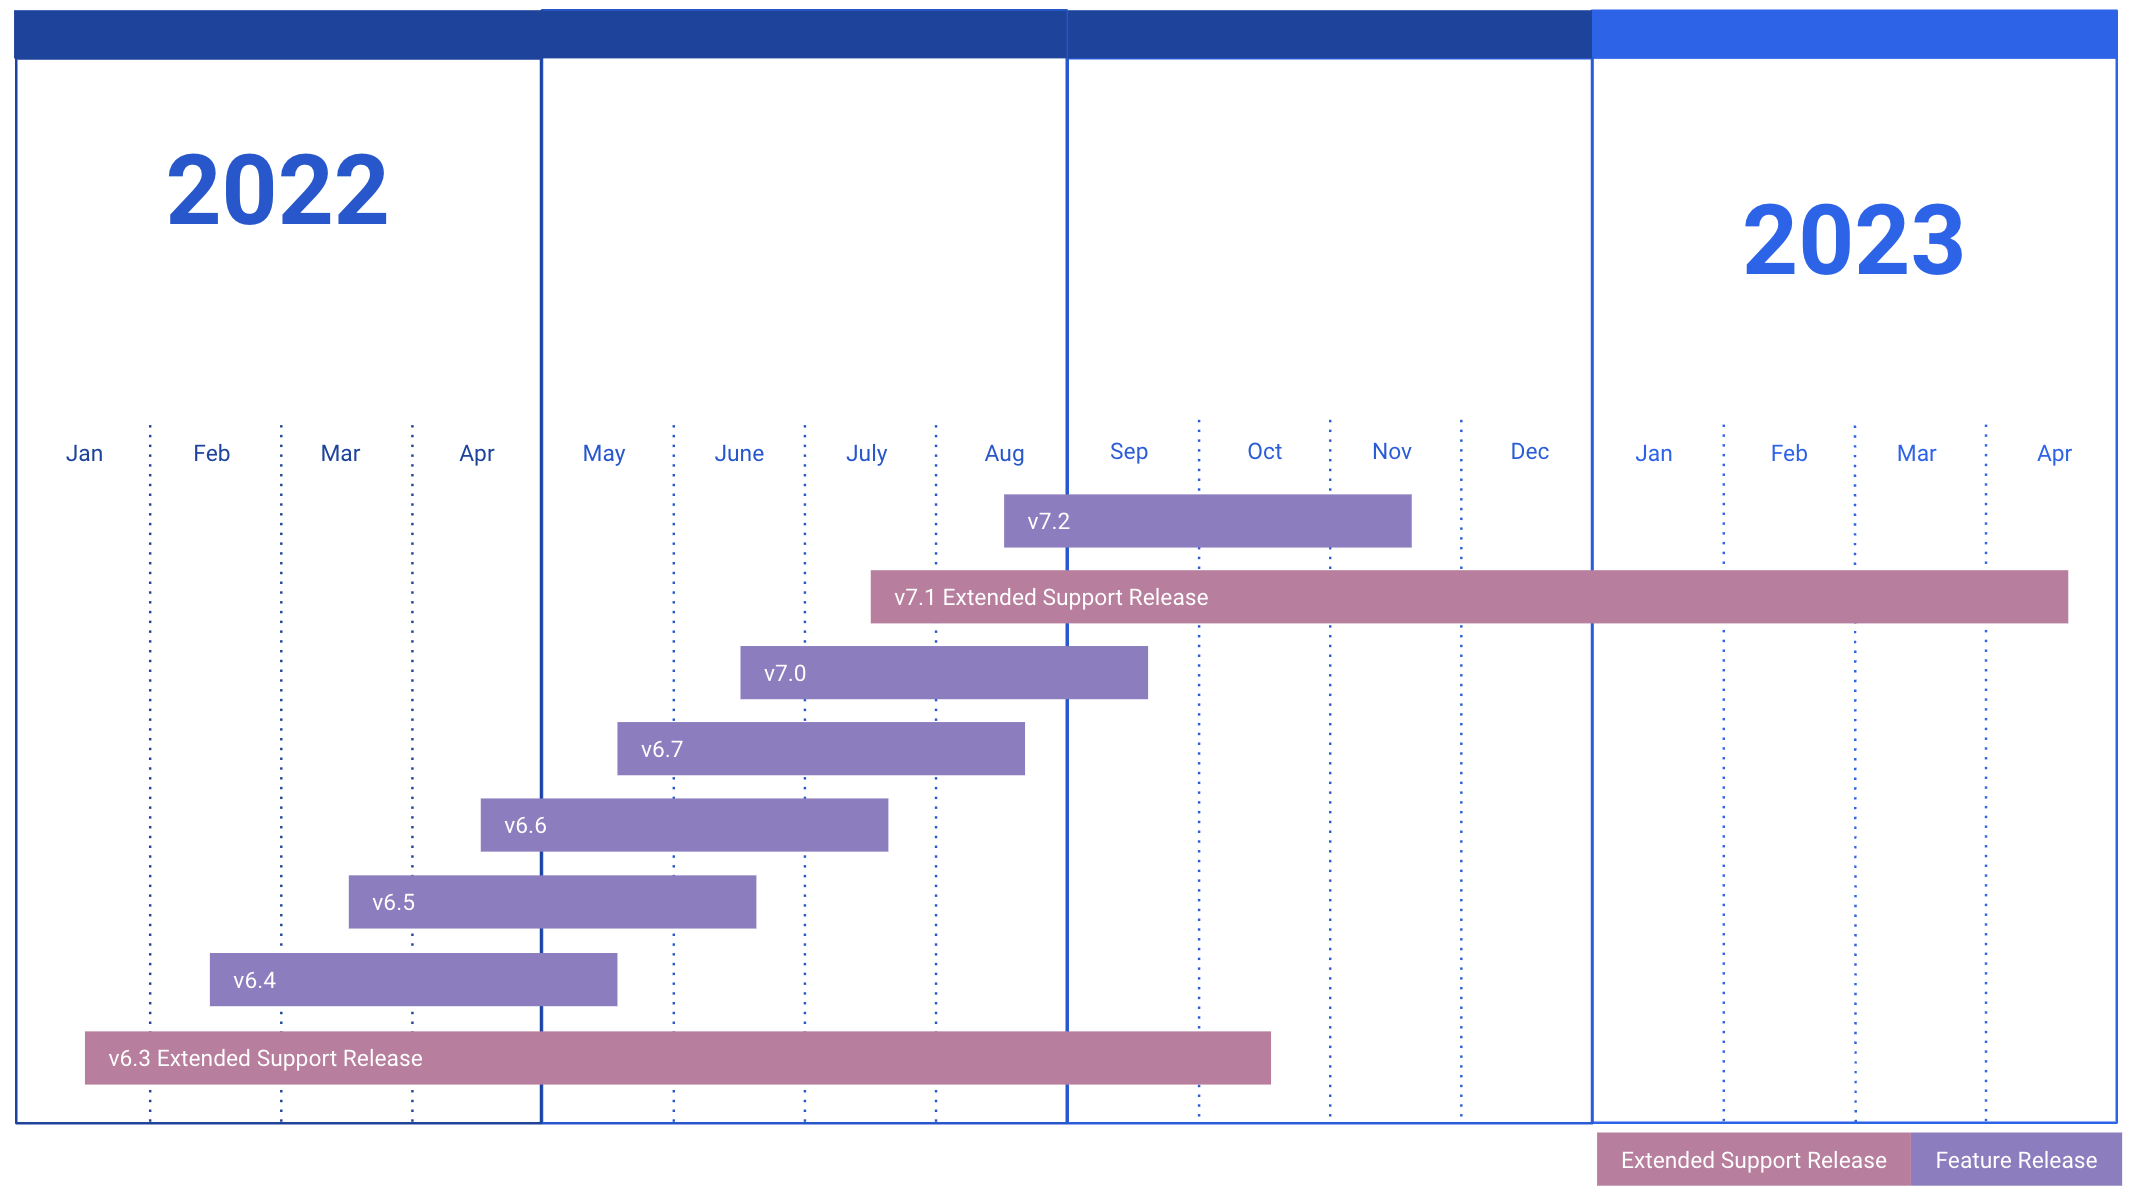 2022
2023
Jan Feb Mar Apr May June July Aug Sep Oct Nov Dec Jan Feb Mar Apr
v7.2
v7.1 Extended Support Release
v7.0
v6.7
v6.6
v6.5
v6.4
v6.3 Extended Support Release
Extended Support Release Feature Release